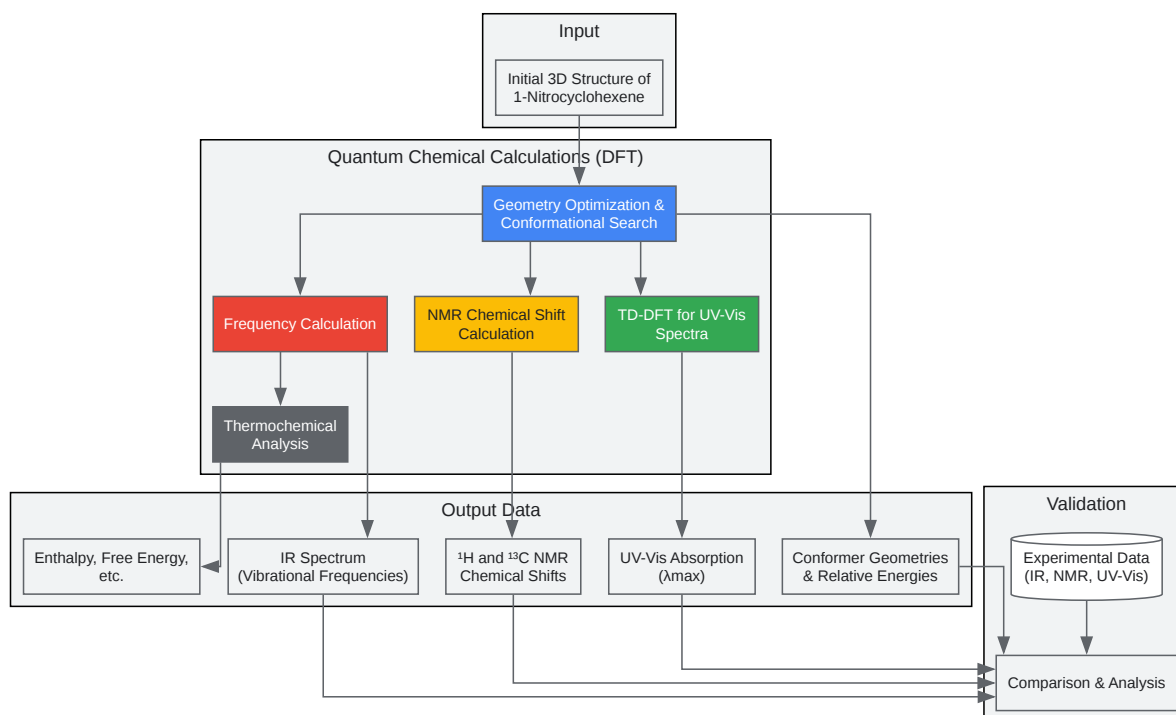 Input
Initial 3D Structure of
1-Nitrocyclohexene
Quantum Chemical Calculations (DFT)
Geometry Optimization &
Conformational Search
Frequency Calculation
NMR Chemical Shift
Calculation
TD-DFT for UV-Vis
Spectra
Thermochemical
Analysis
Output Data
Enthalpy, Free Energy,
etc.
IR Spectrum
(Vibrational Frequencies)
¹H and ¹³C NMR
Chemical Shifts
UV-Vis Absorption
(λmax)
Conformer Geometries
& Relative Energies
Validation
Experimental Data
(IR, NMR, UV-Vis)
Comparison & Analysis